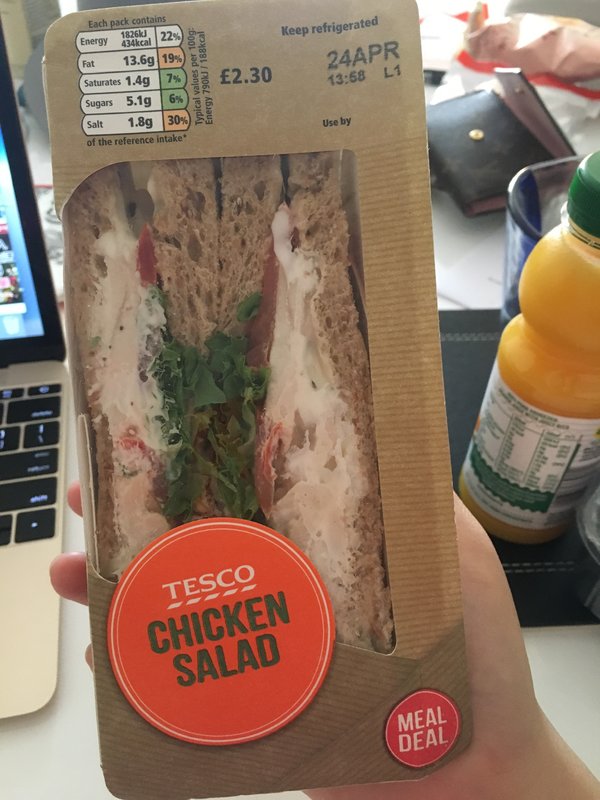 Each pack contains
Energy 1826kJ 434kcal 22%
Fat 13.6g 19%
Saturates 1.4g 7%
Sugars 5.1g 6%
Salt 1.8g 30%
of the reference intake*
Typical values per 100g:
Energy 790kJ / 188kcal
£2.30
Keep refrigerated
24APR
13:58 L1
Use by
TESCO
CHICKEN
SALAD
MEAL
DEAL
shift